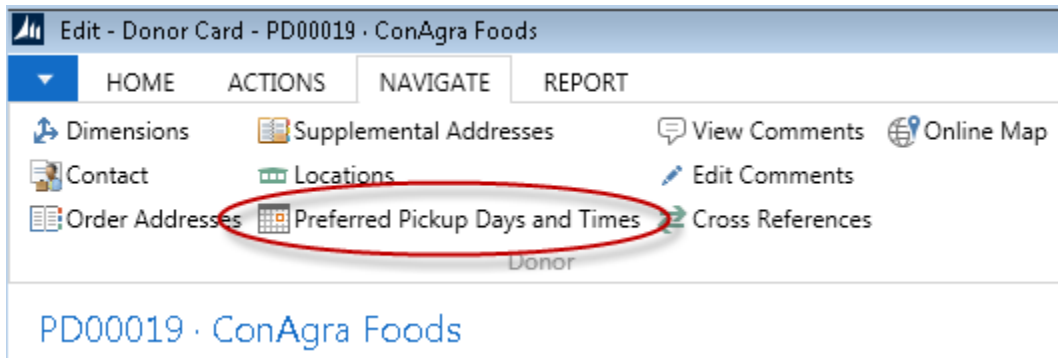 Edit - Donor Card - PD00019 · ConAgra Foods
HOME ACTIONS NAVIGATE REPORT
Dimensions Supplemental Addresses View Comments Online Map
Contact Locations Edit Comments
Order Addresses Preferred Pickup Days and Times Cross References
Donor
PD00019 · ConAgra Foods